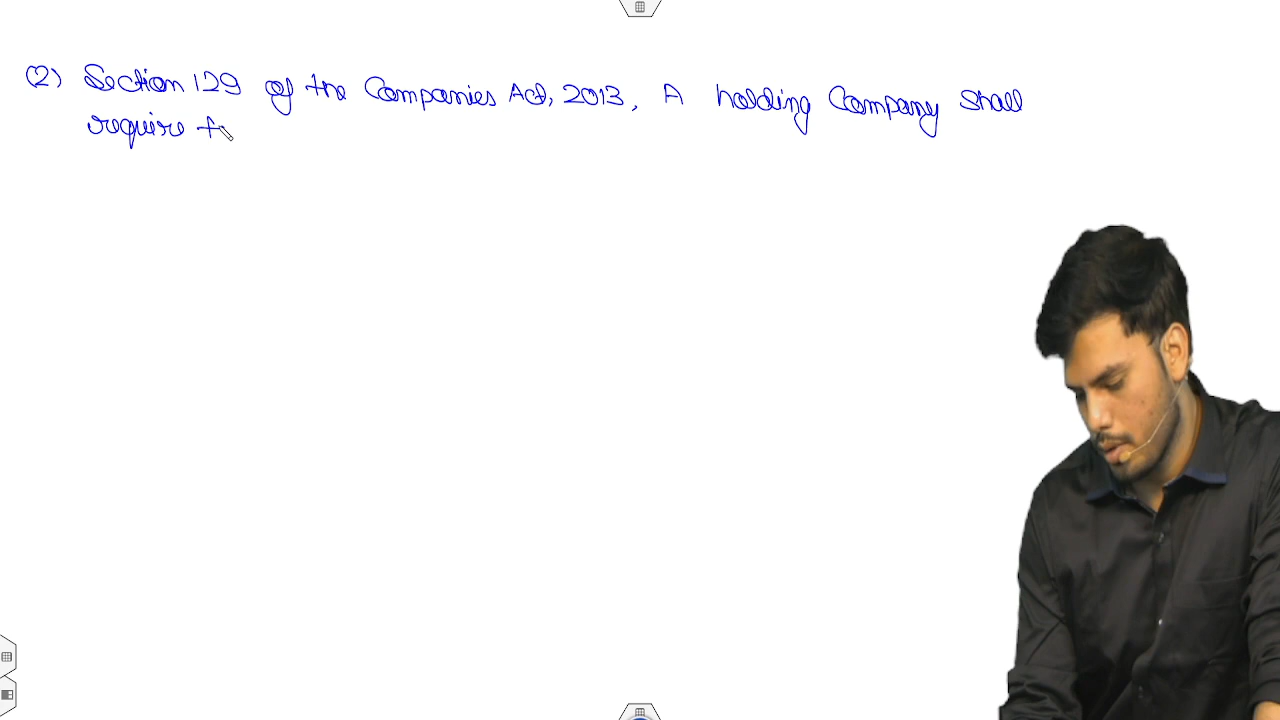 (2) Section 129 of the Companies Act, 2013, A holding Company shall
require t